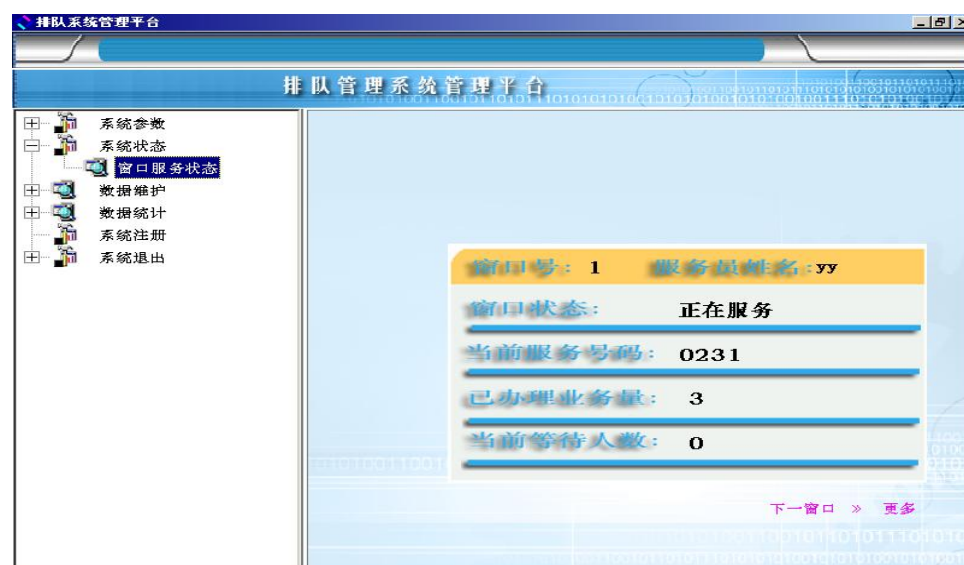 排队系统管理平台
排队管理系统管理平台
系统参数
系统状态
窗口服务状态
数据维护
数据统计
系统注册
系统退出
窗口号: 1 服务员姓名:yy
窗口状态: 正在服务
当前服务号码: 0231
已办理业务量: 3
当前等待人数: 0
下一窗口 » 更多